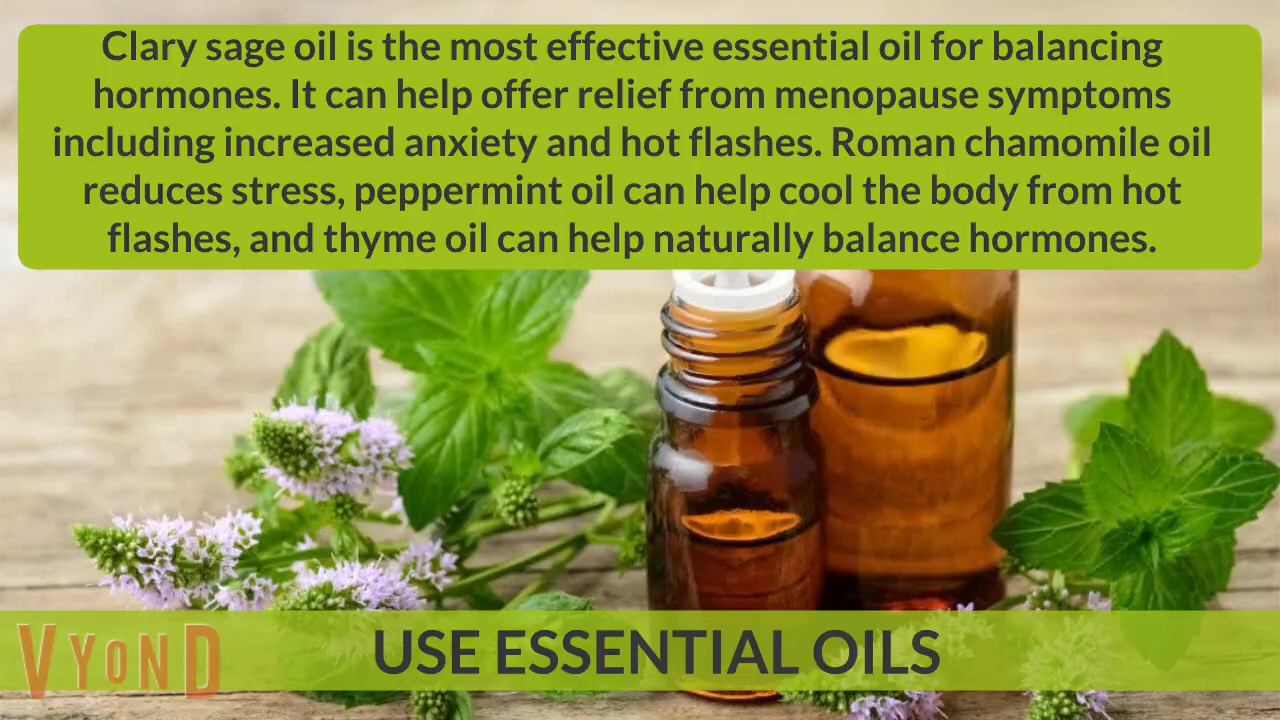 Clary sage oil is the most effective essential oil for balancing
hormones. It can help offer relief from menopause symptoms
including increased anxiety and hot flashes. Roman chamomile oil
reduces stress, peppermint oil can help cool the body from hot
flashes, and thyme oil can help naturally balance hormones.
USE ESSENTIAL OILS
VYOND